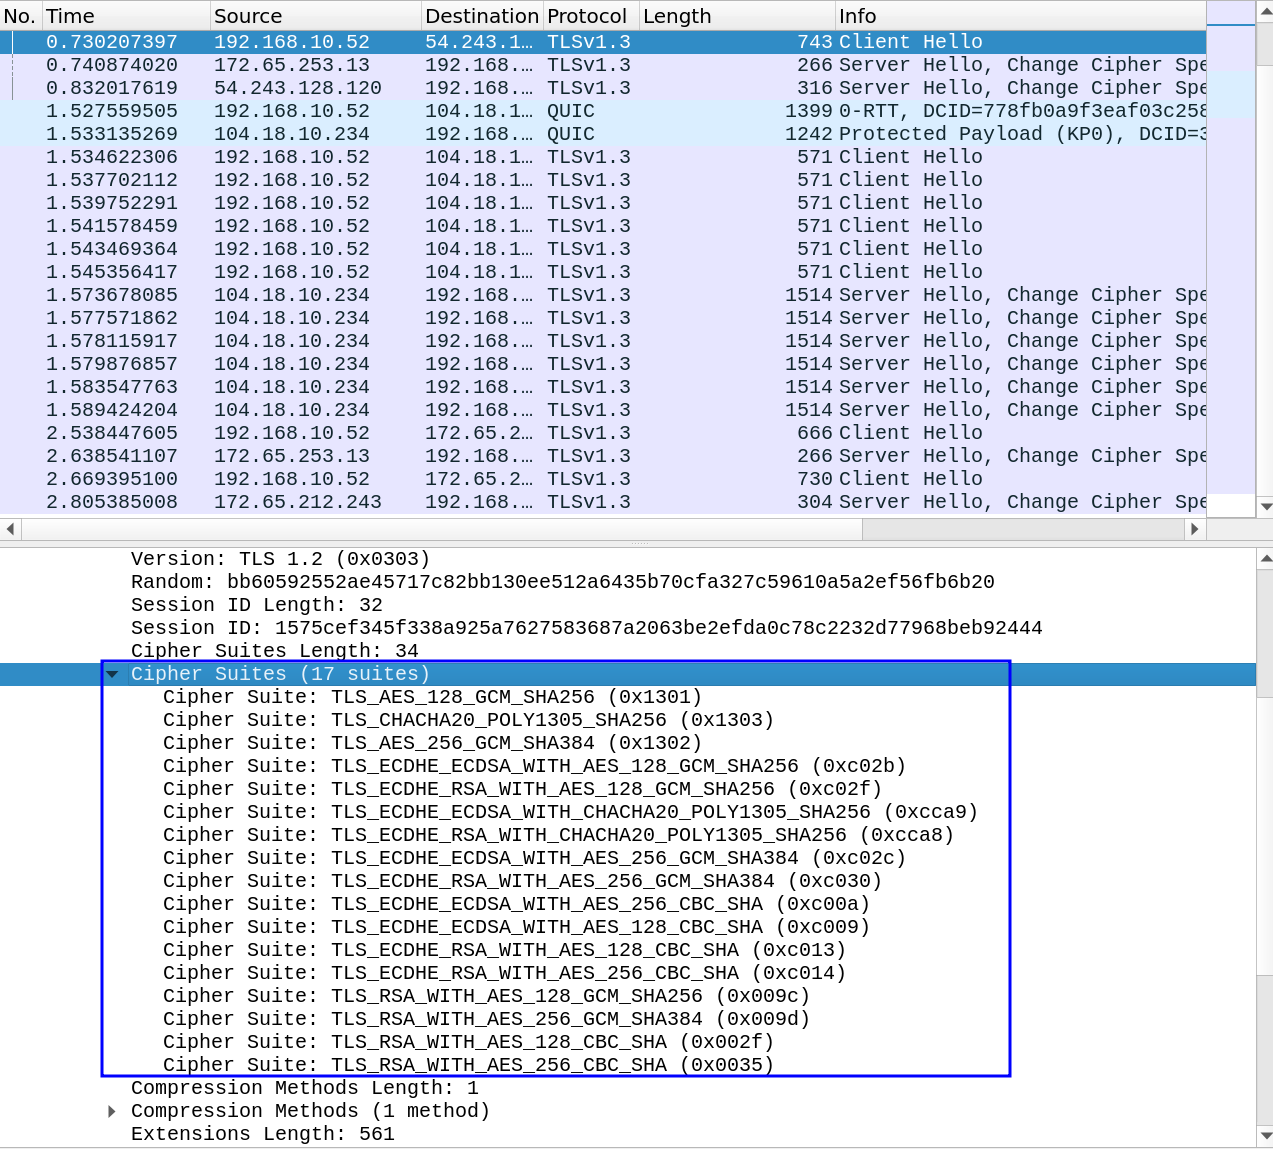 No. Time Source Destination Protocol Length Info
0.730207397 192.168.10.52 54.243.1… TLSv1.3 743 Client Hello
0.740874020 172.65.253.13 192.168.… TLSv1.3 266 Server Hello, Change Cipher Spe
0.832017619 54.243.128.120 192.168.… TLSv1.3 316 Server Hello, Change Cipher Spe
1.527559505 192.168.10.52 104.18.1… QUIC 1399 0-RTT, DCID=778fb0a9f3eaf03c258
1.533135269 104.18.10.234 192.168.… QUIC 1242 Protected Payload (KP0), DCID=3
1.534622306 192.168.10.52 104.18.1… TLSv1.3 571 Client Hello
1.537702112 192.168.10.52 104.18.1… TLSv1.3 571 Client Hello
1.539752291 192.168.10.52 104.18.1… TLSv1.3 571 Client Hello
1.541578459 192.168.10.52 104.18.1… TLSv1.3 571 Client Hello
1.543469364 192.168.10.52 104.18.1… TLSv1.3 571 Client Hello
1.545356417 192.168.10.52 104.18.1… TLSv1.3 571 Client Hello
1.573678085 104.18.10.234 192.168.… TLSv1.3 1514 Server Hello, Change Cipher Spe
1.577571862 104.18.10.234 192.168.… TLSv1.3 1514 Server Hello, Change Cipher Spe
1.578115917 104.18.10.234 192.168.… TLSv1.3 1514 Server Hello, Change Cipher Spe
1.579876857 104.18.10.234 192.168.… TLSv1.3 1514 Server Hello, Change Cipher Spe
1.583547763 104.18.10.234 192.168.… TLSv1.3 1514 Server Hello, Change Cipher Spe
1.589424204 104.18.10.234 192.168.… TLSv1.3 1514 Server Hello, Change Cipher Spe
2.538447605 192.168.10.52 172.65.2… TLSv1.3 666 Client Hello
2.638541107 172.65.253.13 192.168.… TLSv1.3 266 Server Hello, Change Cipher Spe
2.669395100 192.168.10.52 172.65.2… TLSv1.3 730 Client Hello
2.805385008 172.65.212.243 192.168.… TLSv1.3 304 Server Hello, Change Cipher Spe
Version: TLS 1.2 (0x0303)
Random: bb60592552ae45717c82bb130ee512a6435b70cfa327c59610a5a2ef56fb6b20
Session ID Length: 32
Session ID: 1575cef345f338a925a7627583687a2063be2efda0c78c2232d77968beb92444
Cipher Suites Length: 34
Cipher Suites (17 suites)
Cipher Suite: TLS_AES_128_GCM_SHA256 (0x1301)
Cipher Suite: TLS_CHACHA20_POLY1305_SHA256 (0x1303)
Cipher Suite: TLS_AES_256_GCM_SHA384 (0x1302)
Cipher Suite: TLS_ECDHE_ECDSA_WITH_AES_128_GCM_SHA256 (0xc02b)
Cipher Suite: TLS_ECDHE_RSA_WITH_AES_128_GCM_SHA256 (0xc02f)
Cipher Suite: TLS_ECDHE_ECDSA_WITH_CHACHA20_POLY1305_SHA256 (0xcca9)
Cipher Suite: TLS_ECDHE_RSA_WITH_CHACHA20_POLY1305_SHA256 (0xcca8)
Cipher Suite: TLS_ECDHE_ECDSA_WITH_AES_256_GCM_SHA384 (0xc02c)
Cipher Suite: TLS_ECDHE_RSA_WITH_AES_256_GCM_SHA384 (0xc030)
Cipher Suite: TLS_ECDHE_ECDSA_WITH_AES_256_CBC_SHA (0xc00a)
Cipher Suite: TLS_ECDHE_ECDSA_WITH_AES_128_CBC_SHA (0xc009)
Cipher Suite: TLS_ECDHE_RSA_WITH_AES_128_CBC_SHA (0xc013)
Cipher Suite: TLS_ECDHE_RSA_WITH_AES_256_CBC_SHA (0xc014)
Cipher Suite: TLS_RSA_WITH_AES_128_GCM_SHA256 (0x009c)
Cipher Suite: TLS_RSA_WITH_AES_256_GCM_SHA384 (0x009d)
Cipher Suite: TLS_RSA_WITH_AES_128_CBC_SHA (0x002f)
Cipher Suite: TLS_RSA_WITH_AES_256_CBC_SHA (0x0035)
Compression Methods Length: 1
Compression Methods (1 method)
Extensions Length: 561